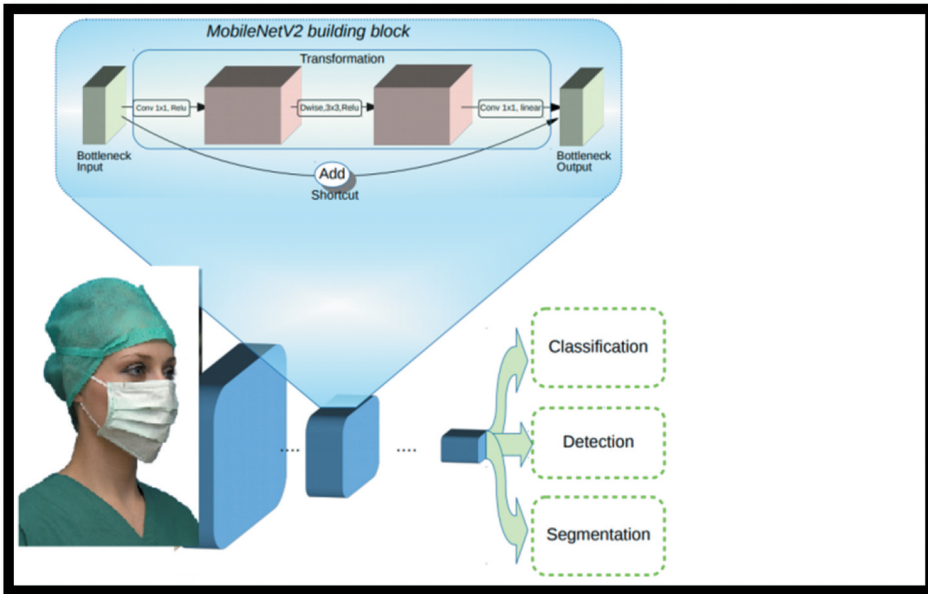 MobileNetV2 building block
Transformation
Conv 1x1, Relu
Dwise,3x3,Relu
Conv 1x1, linear
Bottleneck
Input
Bottleneck
Output
Add
Shortcut
Classification
....
....
Detection
Segmentation